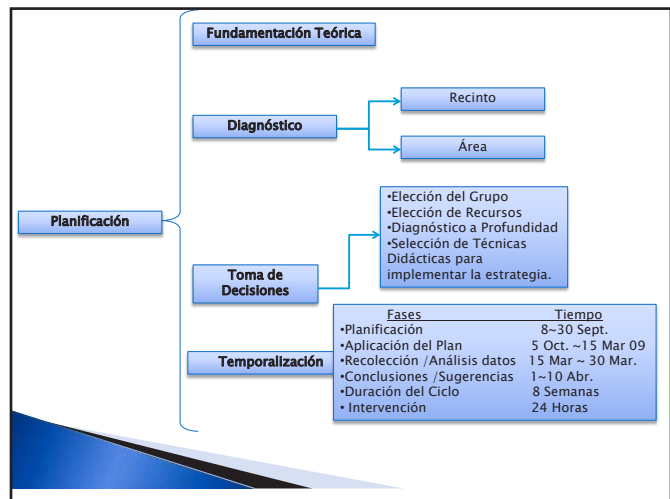 Fundamentación Teórica
Recinto
Diagnóstico
Área
Planificación
•Elección del Grupo
•Elección de Recursos
•Diagnóstico a Profundidad
•Selección de Técnicas
Didácticas para
implementar la estrategia.
Toma de
Decisiones
Temporalización
Fases Tiempo
•Planificación 8~30 Sept.
•Aplicación del Plan 5 Oct. ~15 Mar 09
•Recolección /Análisis datos 15 Mar ~ 30 Mar.
•Conclusiones /Sugerencias 1~10 Abr.
•Duración del Ciclo 8 Semanas
• Intervención 24 Horas